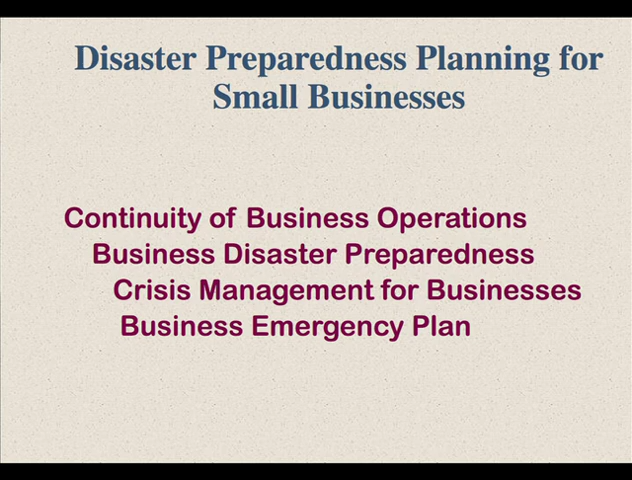 Disaster Preparedness Planning for
Small Businesses
Continuity of Business Operations
Business Disaster Preparedness
Crisis Management for Businesses
Business Emergency Plan